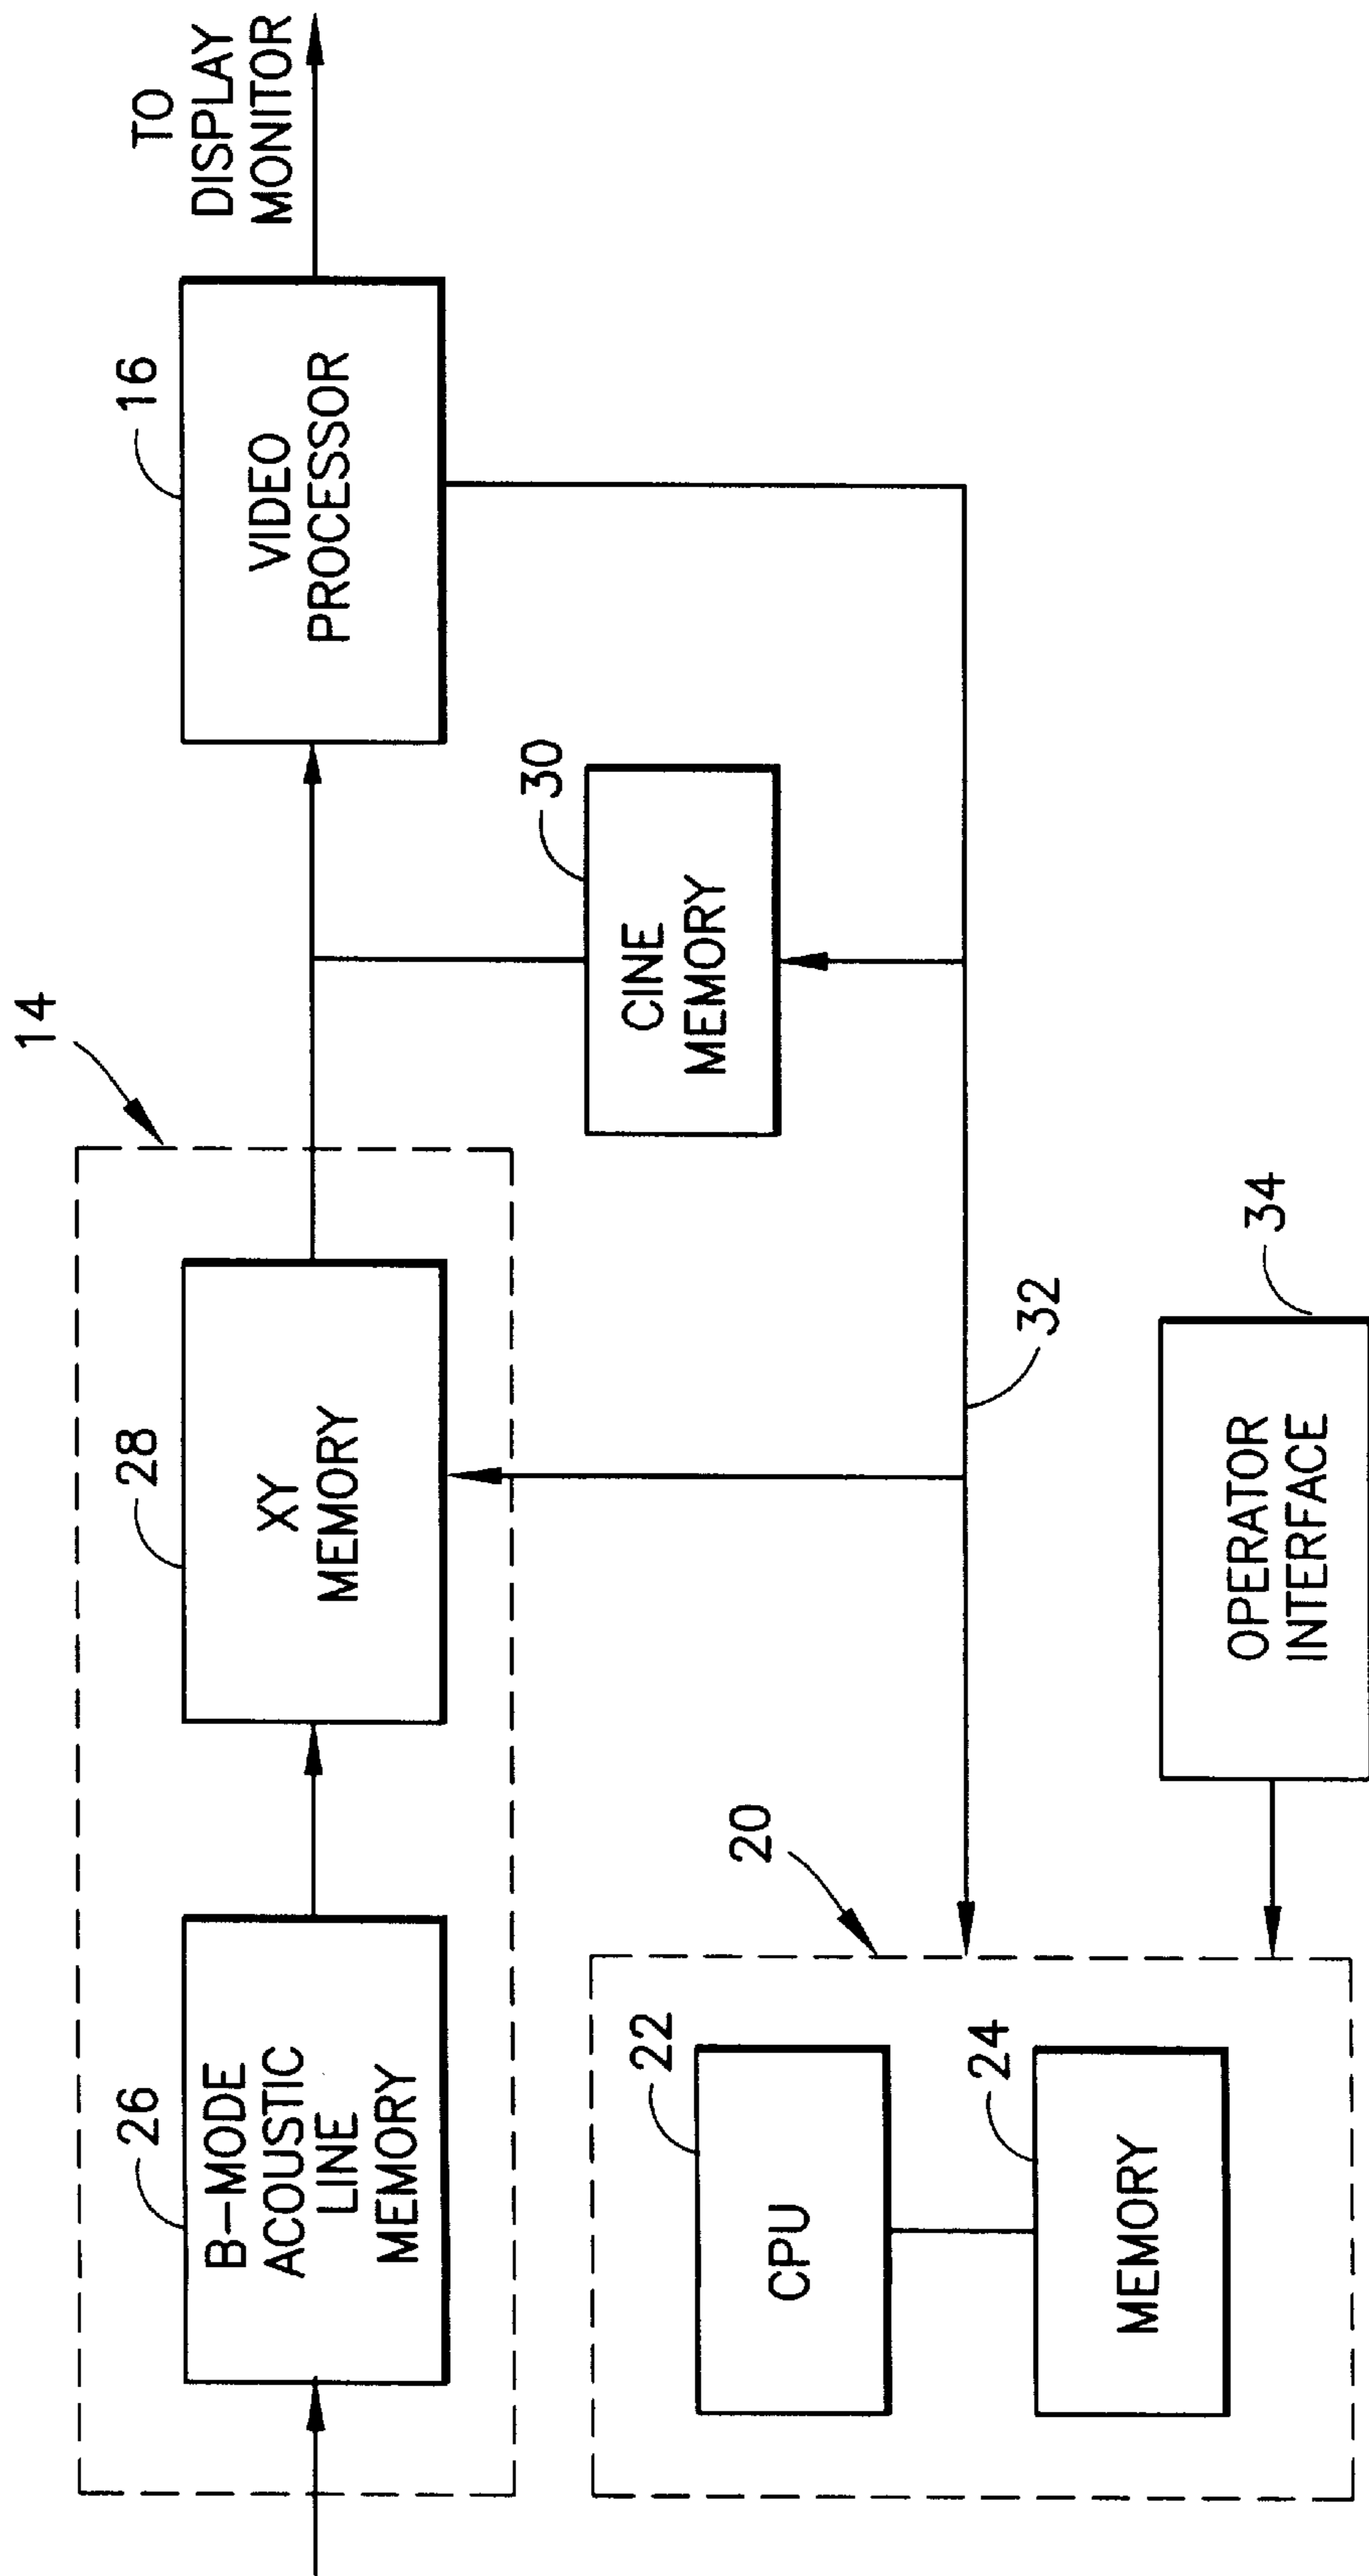 14
26
B-MODE
ACOUSTIC
LINE
MEMORY
28
XY
MEMORY
16
VIDEO
PROCESSOR
TO
DISPLAY
MONITOR
30
CINE
MEMORY
32
20
22
CPU
24
MEMORY
34
OPERATOR
INTERFACE